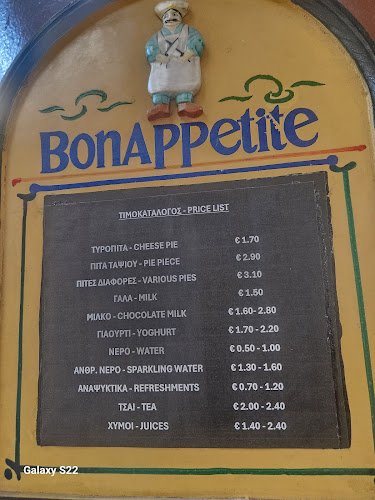 BonAPPetite
ΤΙΜΟΚΑΤΑΛΟΓΟΣ - PRICE LIST
ΤΥΡΟΠΙΤΑ - CHEESE PIE € 1.70
ΠΙΤΑ ΤΑΨΙΟΥ - PIE PIECE € 2.90
ΠΙΤΕΣ ΔΙΑΦΟΡΕΣ - VARIOUS PIES € 3.10
ΓΑΛΑ - MILK € 1.50
ΜΙΛΚΟ - CHOCOLATE MILK € 1.60- 2.80
ΓΙΑΟΥΡΤΙ - YOGHURT € 1.70 - 2.20
ΝΕΡΟ - WATER € 0.50 - 1.00
ΑΝΘΡ. ΝΕΡΟ - SPARKLING WATER € 1.30 - 1.60
ΑΝΑΨΥΚΤΙΚΑ - REFRESHMENTS € 0.70 - 1.20
ΤΣΑΙ - TEA € 2.00 - 2.40
ΧΥΜΟΙ - JUICES € 1.40 - 2.40
Galaxy S22